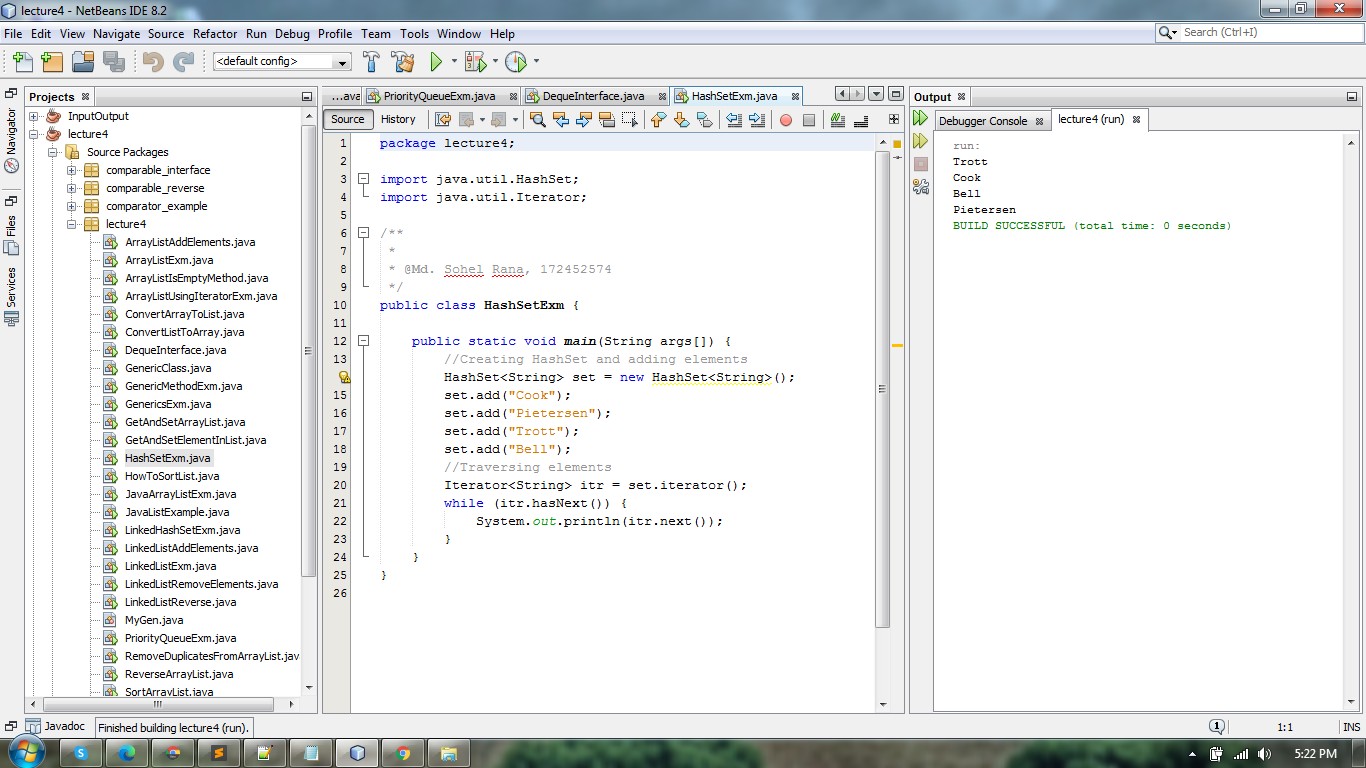 lecture4 - NetBeans IDE 8.2
File Edit View Navigate Source Refactor Run Debug Profile Team Tools Window Help
Search (Ctrl+I)
<default config>
Navigator
Files
Services
Projects
InputOutput
lecture4
Source Packages
comparable_interface
comparable_reverse
comparator_example
lecture4
ArrayListAddElements.java
ArrayListExm.java
ArrayListIsEmptyMethod.java
ArrayListUsingIteratorExm.java
ConvertArrayToList.java
ConvertListToArray.java
DequeInterface.java
GenericClass.java
GenericMethodExm.java
GenericsExm.java
GetAndSetArrayList.java
GetAndSetElementInList.java
HashSetExm.java
HowToSortList.java
JavaArrayListExm.java
JavaListExample.java
LinkedHashSetExm.java
LinkedListAddElements.java
LinkedListExm.java
LinkedListRemoveElements.java
LinkedListReverse.java
MyGen.java
PriorityQueueExm.java
RemoveDuplicatesFromArrayList.java
ReverseArrayList.java
SortArrayList.java
...ava PriorityQueueExm.java DequeInterface.java HashSetExm.java
Source History
1 package lecture4;
2
3 import java.util.HashSet;
4 import java.util.Iterator;
5
6 /**
7 *
8 * @Md. Sohel Rana, 172452574
9 */
10 public class HashSetExm {
11
12 public static void main(String args[]) {
13 //Creating HashSet and adding elements
HashSet<String> set = new HashSet<String>();
15 set.add("Cook");
16 set.add("Pietersen");
17 set.add("Trott");
18 set.add("Bell");
19 //Traversing elements
20 Iterator<String> itr = set.iterator();
21 while (itr.hasNext()) {
22 System.out.println(itr.next());
23 }
24 }
25 }
26
Output
Debugger Console lecture4 (run)
run:
Trott
Cook
Bell
Pietersen
BUILD SUCCESSFUL (total time: 0 seconds)
Javadoc Finished building lecture4 (run).
1 1:1 INS
5:22 PM